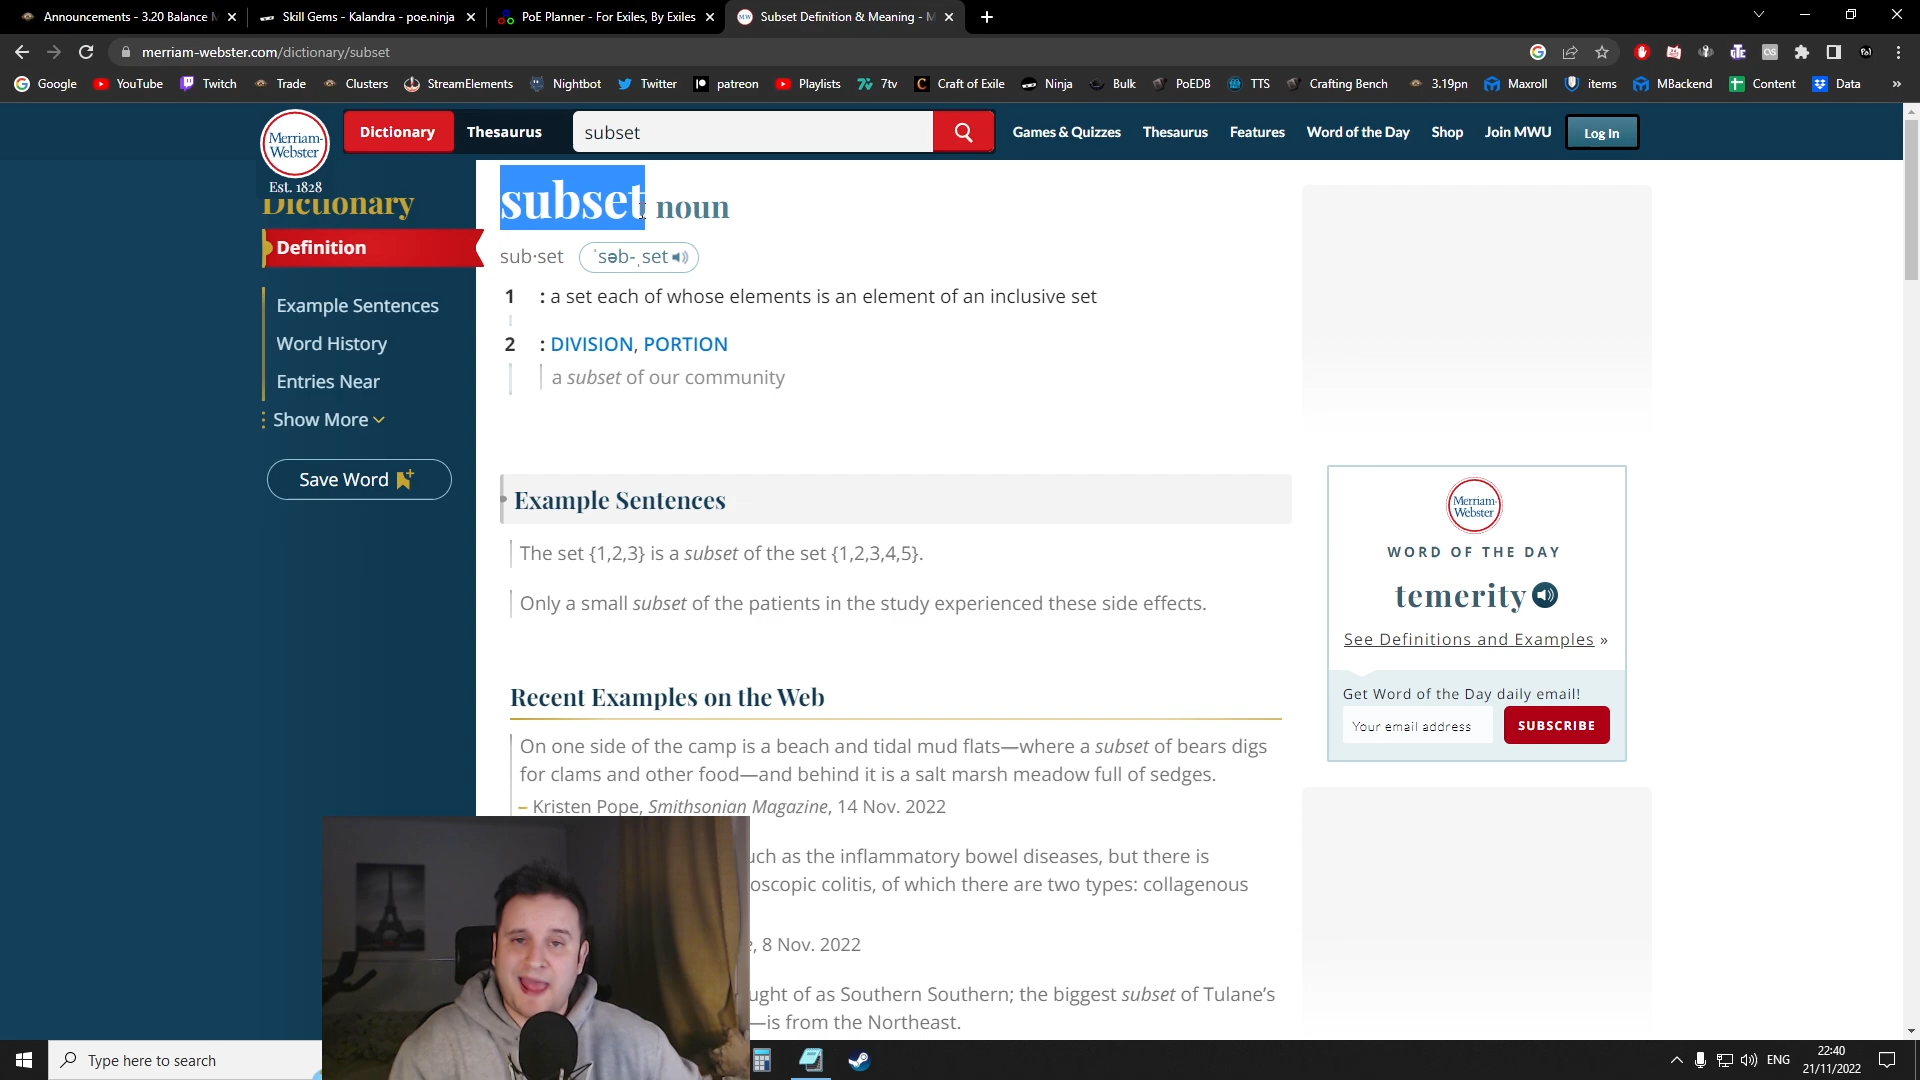 Announcements - 3.20 Balance M
Skill Gems - Kalandra - poe.ninja
PoE Planner - For Exiles, By Exiles
Subset Definition & Meaning - M
merriam-webster.com/dictionary/subset
Google
YouTube
Twitch
Trade
Clusters
StreamElements
Nightbot
Twitter
patreon
Playlists
7tv
Craft of Exile
Ninja
Bulk
PoEDB
TTS
Crafting Bench
3.19pn
Maxroll
items
MBackend
Content
Data
Merriam-
Webster
Est. 1828
Dictionary
Thesaurus
subset
Games & Quizzes
Thesaurus
Features
Word of the Day
Shop
Join MWU
Log In
Dictionary
Definition
Example Sentences
Word History
Entries Near
Show More
Save Word
subset noun
sub·set
ˈsəb-ˌset
1 : a set each of whose elements is an element of an inclusive set
2 : DIVISION, PORTION
a subset of our community
Example Sentences
The set {1,2,3} is a subset of the set {1,2,3,4,5}.
Only a small subset of the patients in the study experienced these side effects.
Recent Examples on the Web
On one side of the camp is a beach and tidal mud flats—where a subset of bears digs
for clams and other food—and behind it is a salt marsh meadow full of sedges.
– Kristen Pope, Smithsonian Magazine, 14 Nov. 2022
as the inflammatory bowel diseases, but there is
colitis, of which there are two types: collagenous
8 Nov. 2022
of as Southern Southern; the biggest subset of Tulane's
—is from the Northeast.
Merriam-
Webster
WORD OF THE DAY
temerity
See Definitions and Examples »
Get Word of the Day daily email!
Your email address
SUBSCRIBE
Type here to search
ENG
22:40
21/11/2022